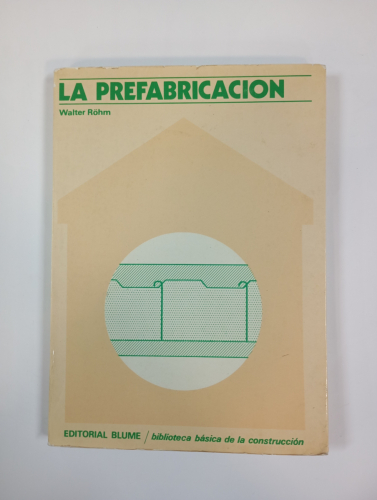 LA PREFABRICACION
Walter Röhm
EDITORIAL BLUME / biblioteca básica de la construcción